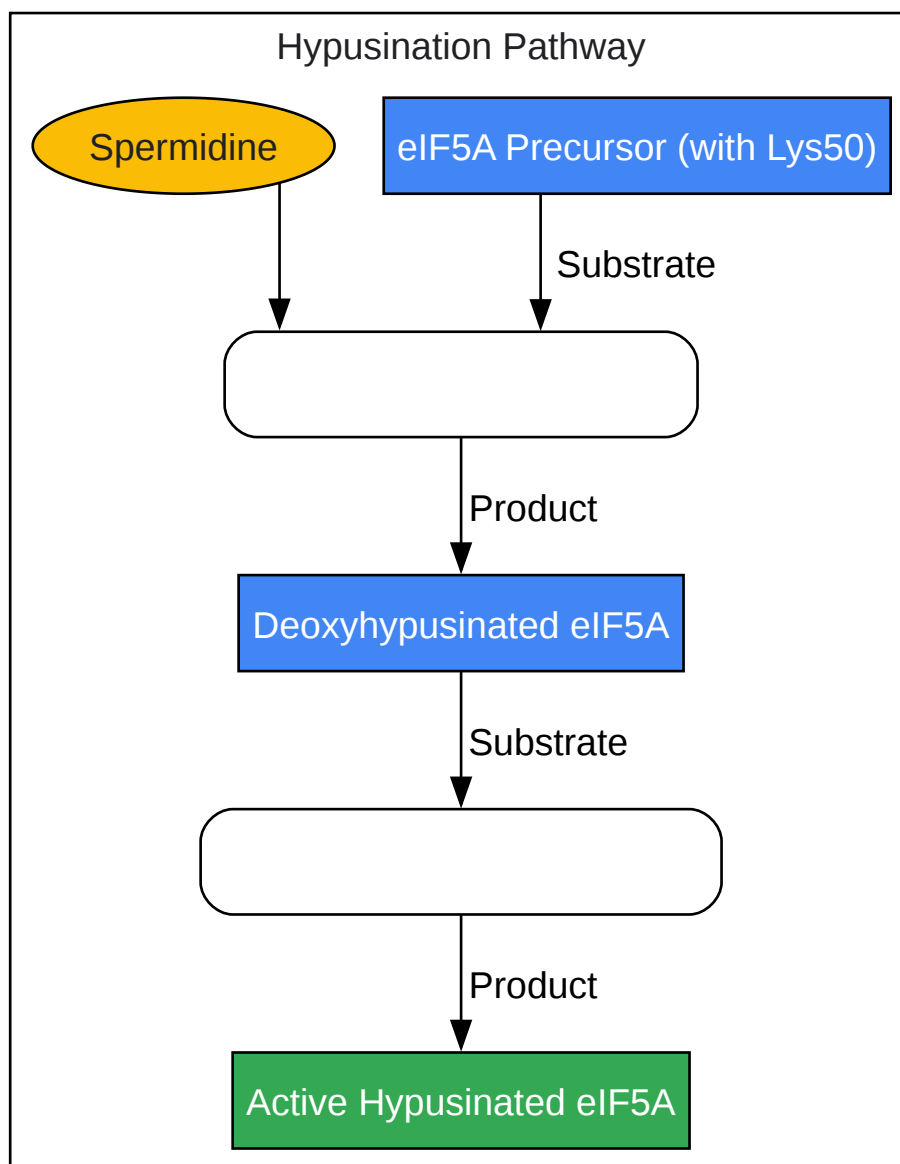 Hypusination Pathway
Spermidine
eIF5A Precursor (with Lys50)
Substrate
Product
Deoxyhypusinated eIF5A
Substrate
Product
Active Hypusinated eIF5A